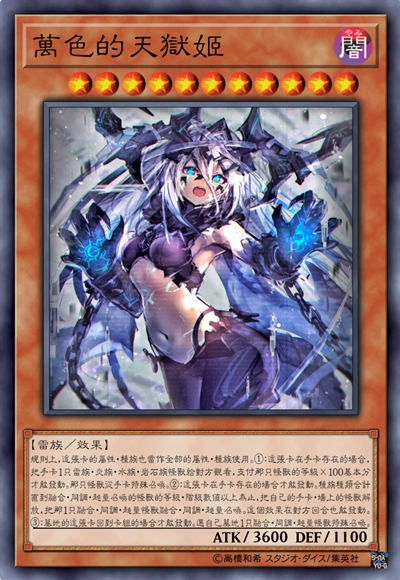 萬色的天獄姬
闇
【雷族／效果】
規則上，這張卡的屬性·種族也當作全部的屬性·種族使用。①：這張卡在手卡存在的場合，
把手卡1只雷族·炎族·水族·岩石族怪獸給對方觀看，支付那只怪獸的等級×100基本分
才能發動。那只怪獸從手卡特殊召喚。②：這張卡在手卡存在的場合才能發動。種族種類合計
直到融合·同調·超量召喚的怪獸的等級·階級數值以上為止，把自己的手卡·場上的怪獸解
放，把那1只融合·同調·超量怪獸特殊召喚。這個效果在對方回合也能發動。
③：墓地的這張卡回到卡組的場合才能發動。選自己墓地1只融合·同調·超量怪獸特殊召喚。
ATK / 3600 DEF / 1100
©高橋和希 スタジオ·ダイス/集英社